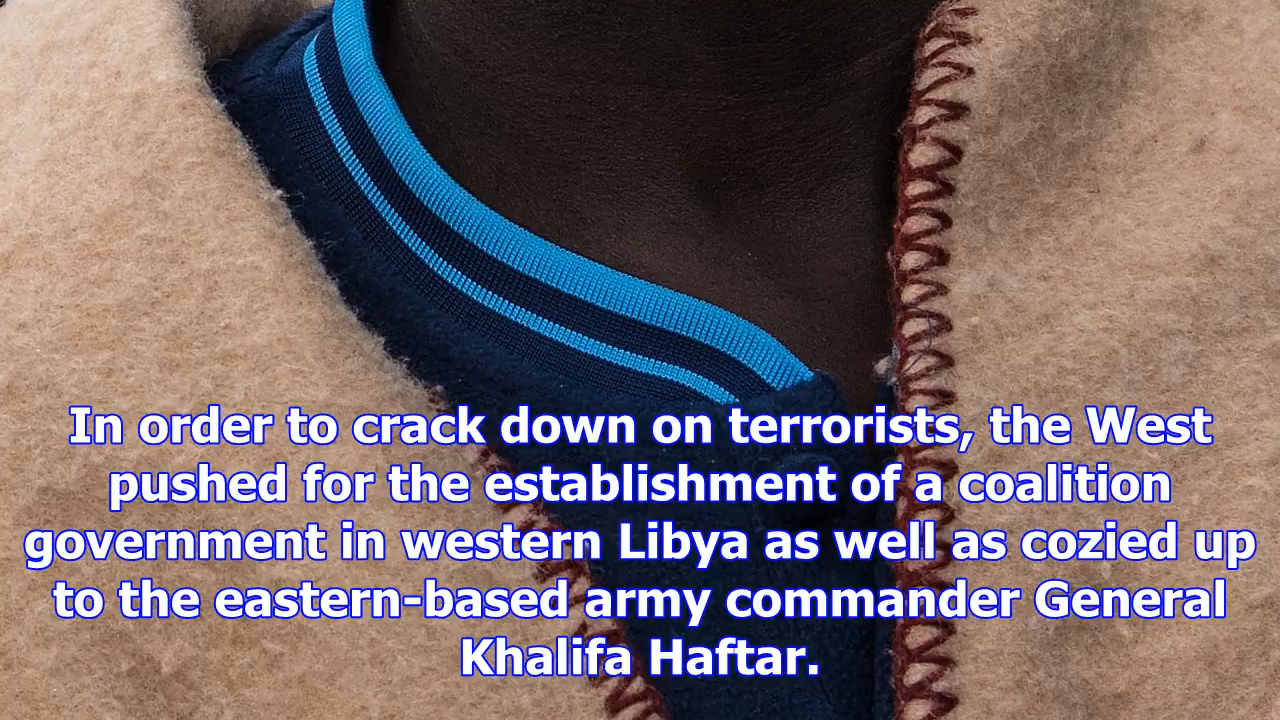 In order to crack down on terrorists, the West
pushed for the establishment of a coalition
government in western Libya as well as cozied up
to the eastern-based army commander General
Khalifa Haftar.